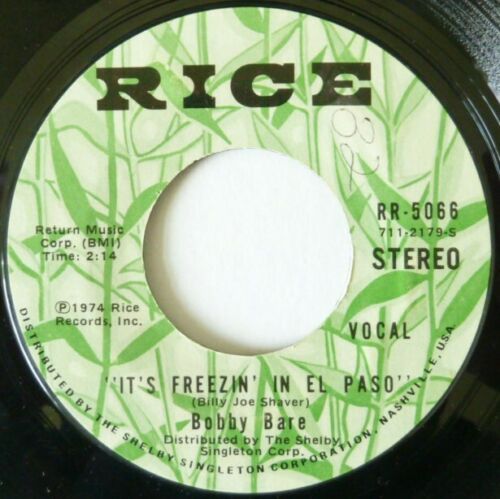 RICE
82
RR-5066
711-2179-S
STEREO
Return Music
Corp. (BMI)
Time: 2:14
Ⓟ1974 Rice
Records, Inc.
VOCAL
"IT'S FREEZIN' IN EL PASO"
(Billy Joe Shaver)
Bobby Bare
Distributed by The Shelby
Singleton Corp.
DISTRIBUTED BY THE SHELBY SINGLETON CORPORATION, NASHVILLE, U.S.A.